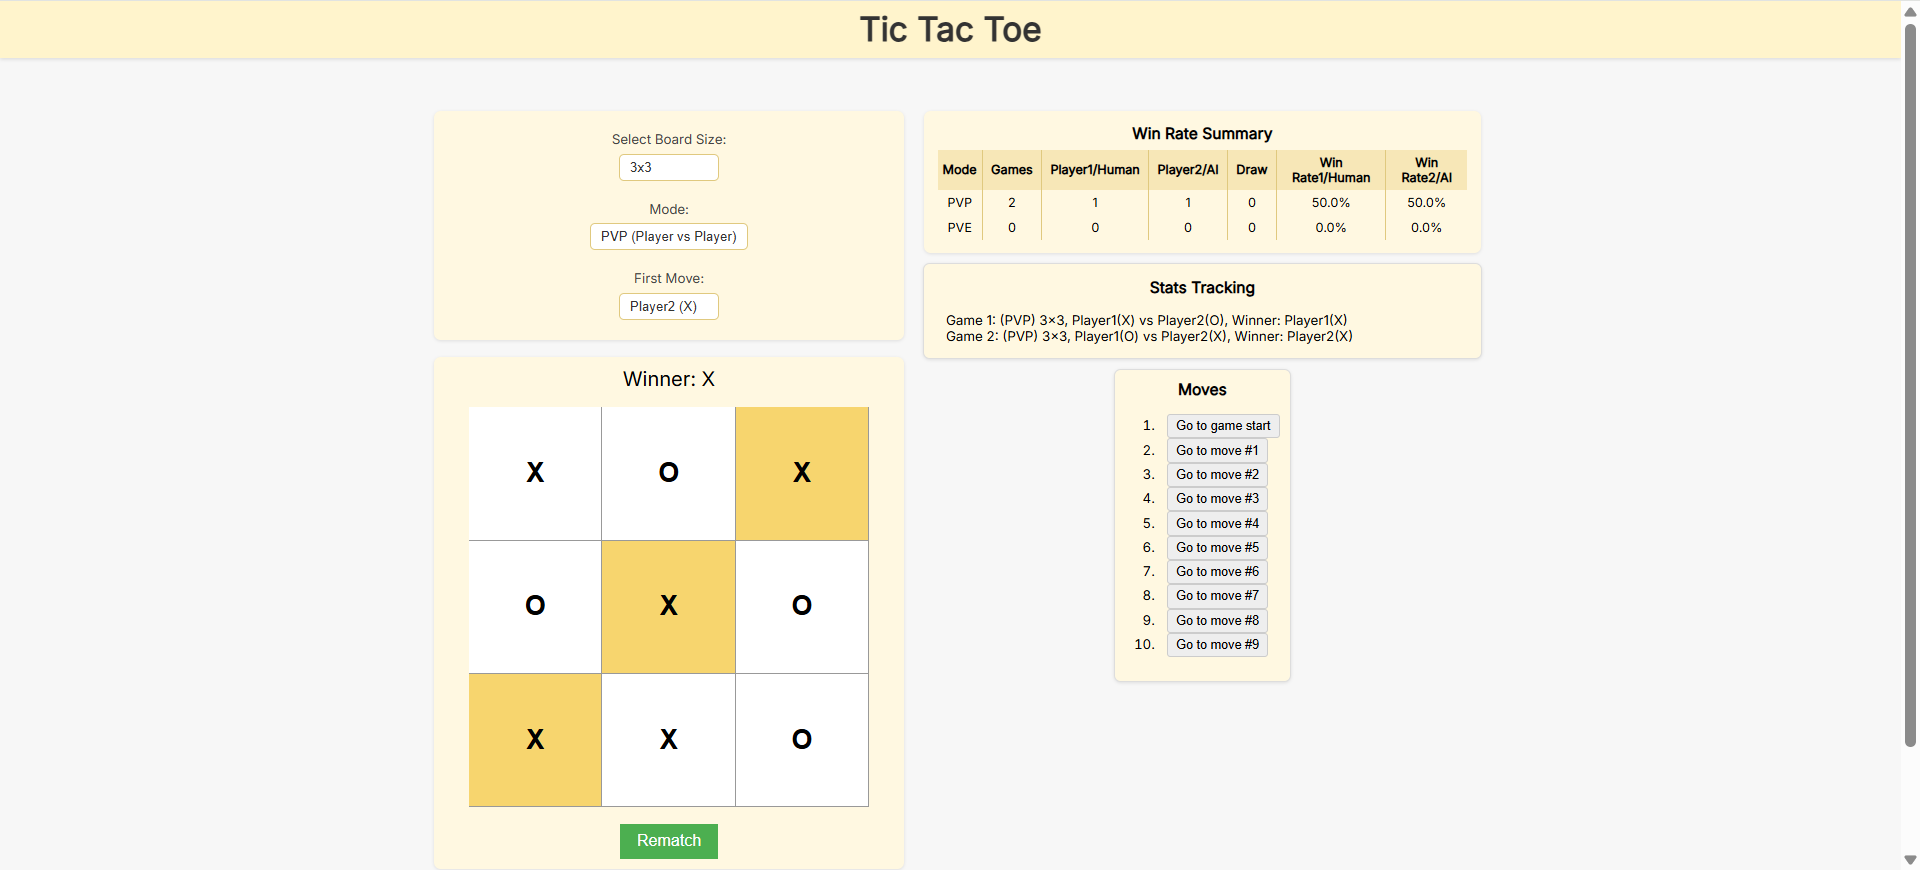 Tic Tac Toe
Select Board Size:
3x3
Mode:
PVP (Player vs Player)
First Move:
Player2 (X)
Winner: X
X O X
O X O
X X O
Rematch
Win Rate Summary
Mode Games Player1/Human Player2/AI Draw Win Rate1/Human Win Rate2/AI
PVP 2 1 1 0 50.0% 50.0%
PVE 0 0 0 0 0.0% 0.0%
Stats Tracking
Game 1: (PVP) 3×3, Player1(X) vs Player2(O), Winner: Player1(X)
Game 2: (PVP) 3×3, Player1(O) vs Player2(X), Winner: Player2(X)
Moves
1. Go to game start
2. Go to move #1
3. Go to move #2
4. Go to move #3
5. Go to move #4
6. Go to move #5
7. Go to move #6
8. Go to move #7
9. Go to move #8
10. Go to move #9